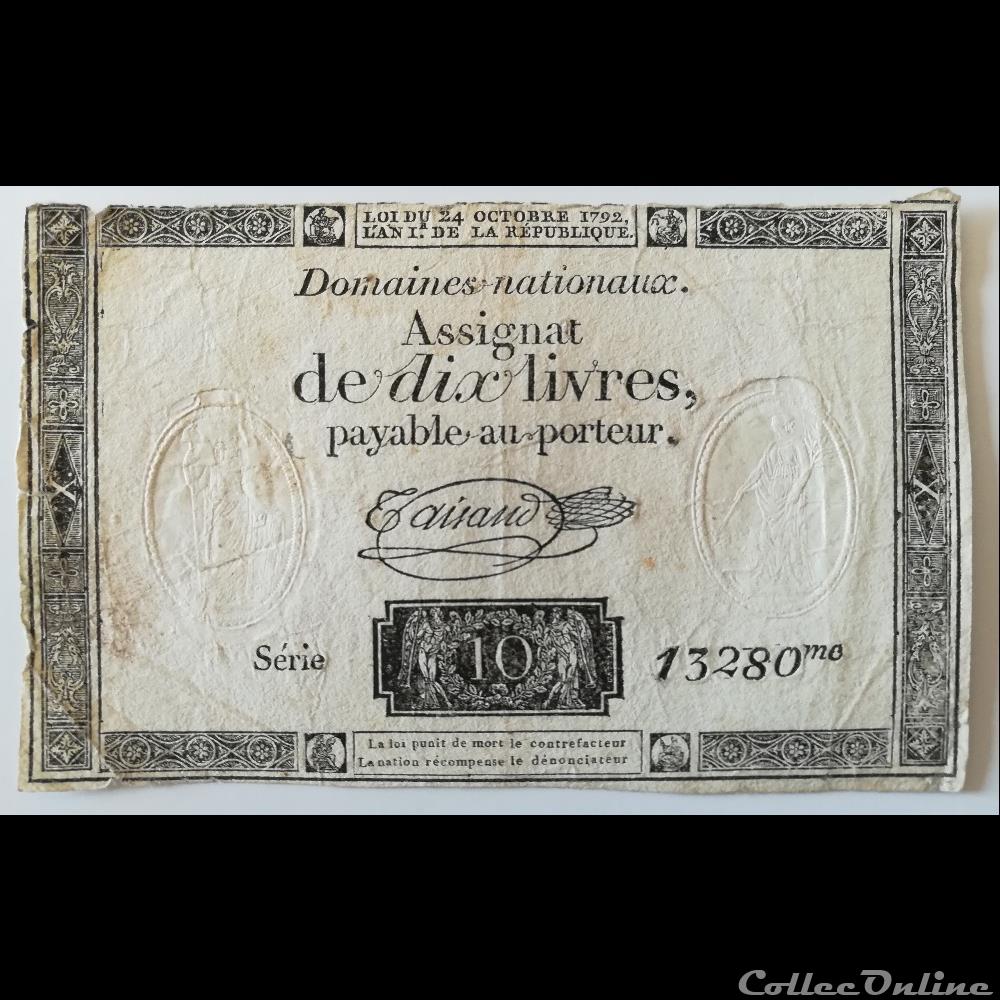 LOI DU 24 OCTOBRE 1792,
L'AN I.er DE LA RÉPUBLIQUE.
Domaines nationaux.
Assignat
de dix livres,
payable au porteur.
Taisaud
X
X
Série
10
13280me
La loi punit de mort le contrefacteur
La nation récompense le dénonciateur
ColleeOnline